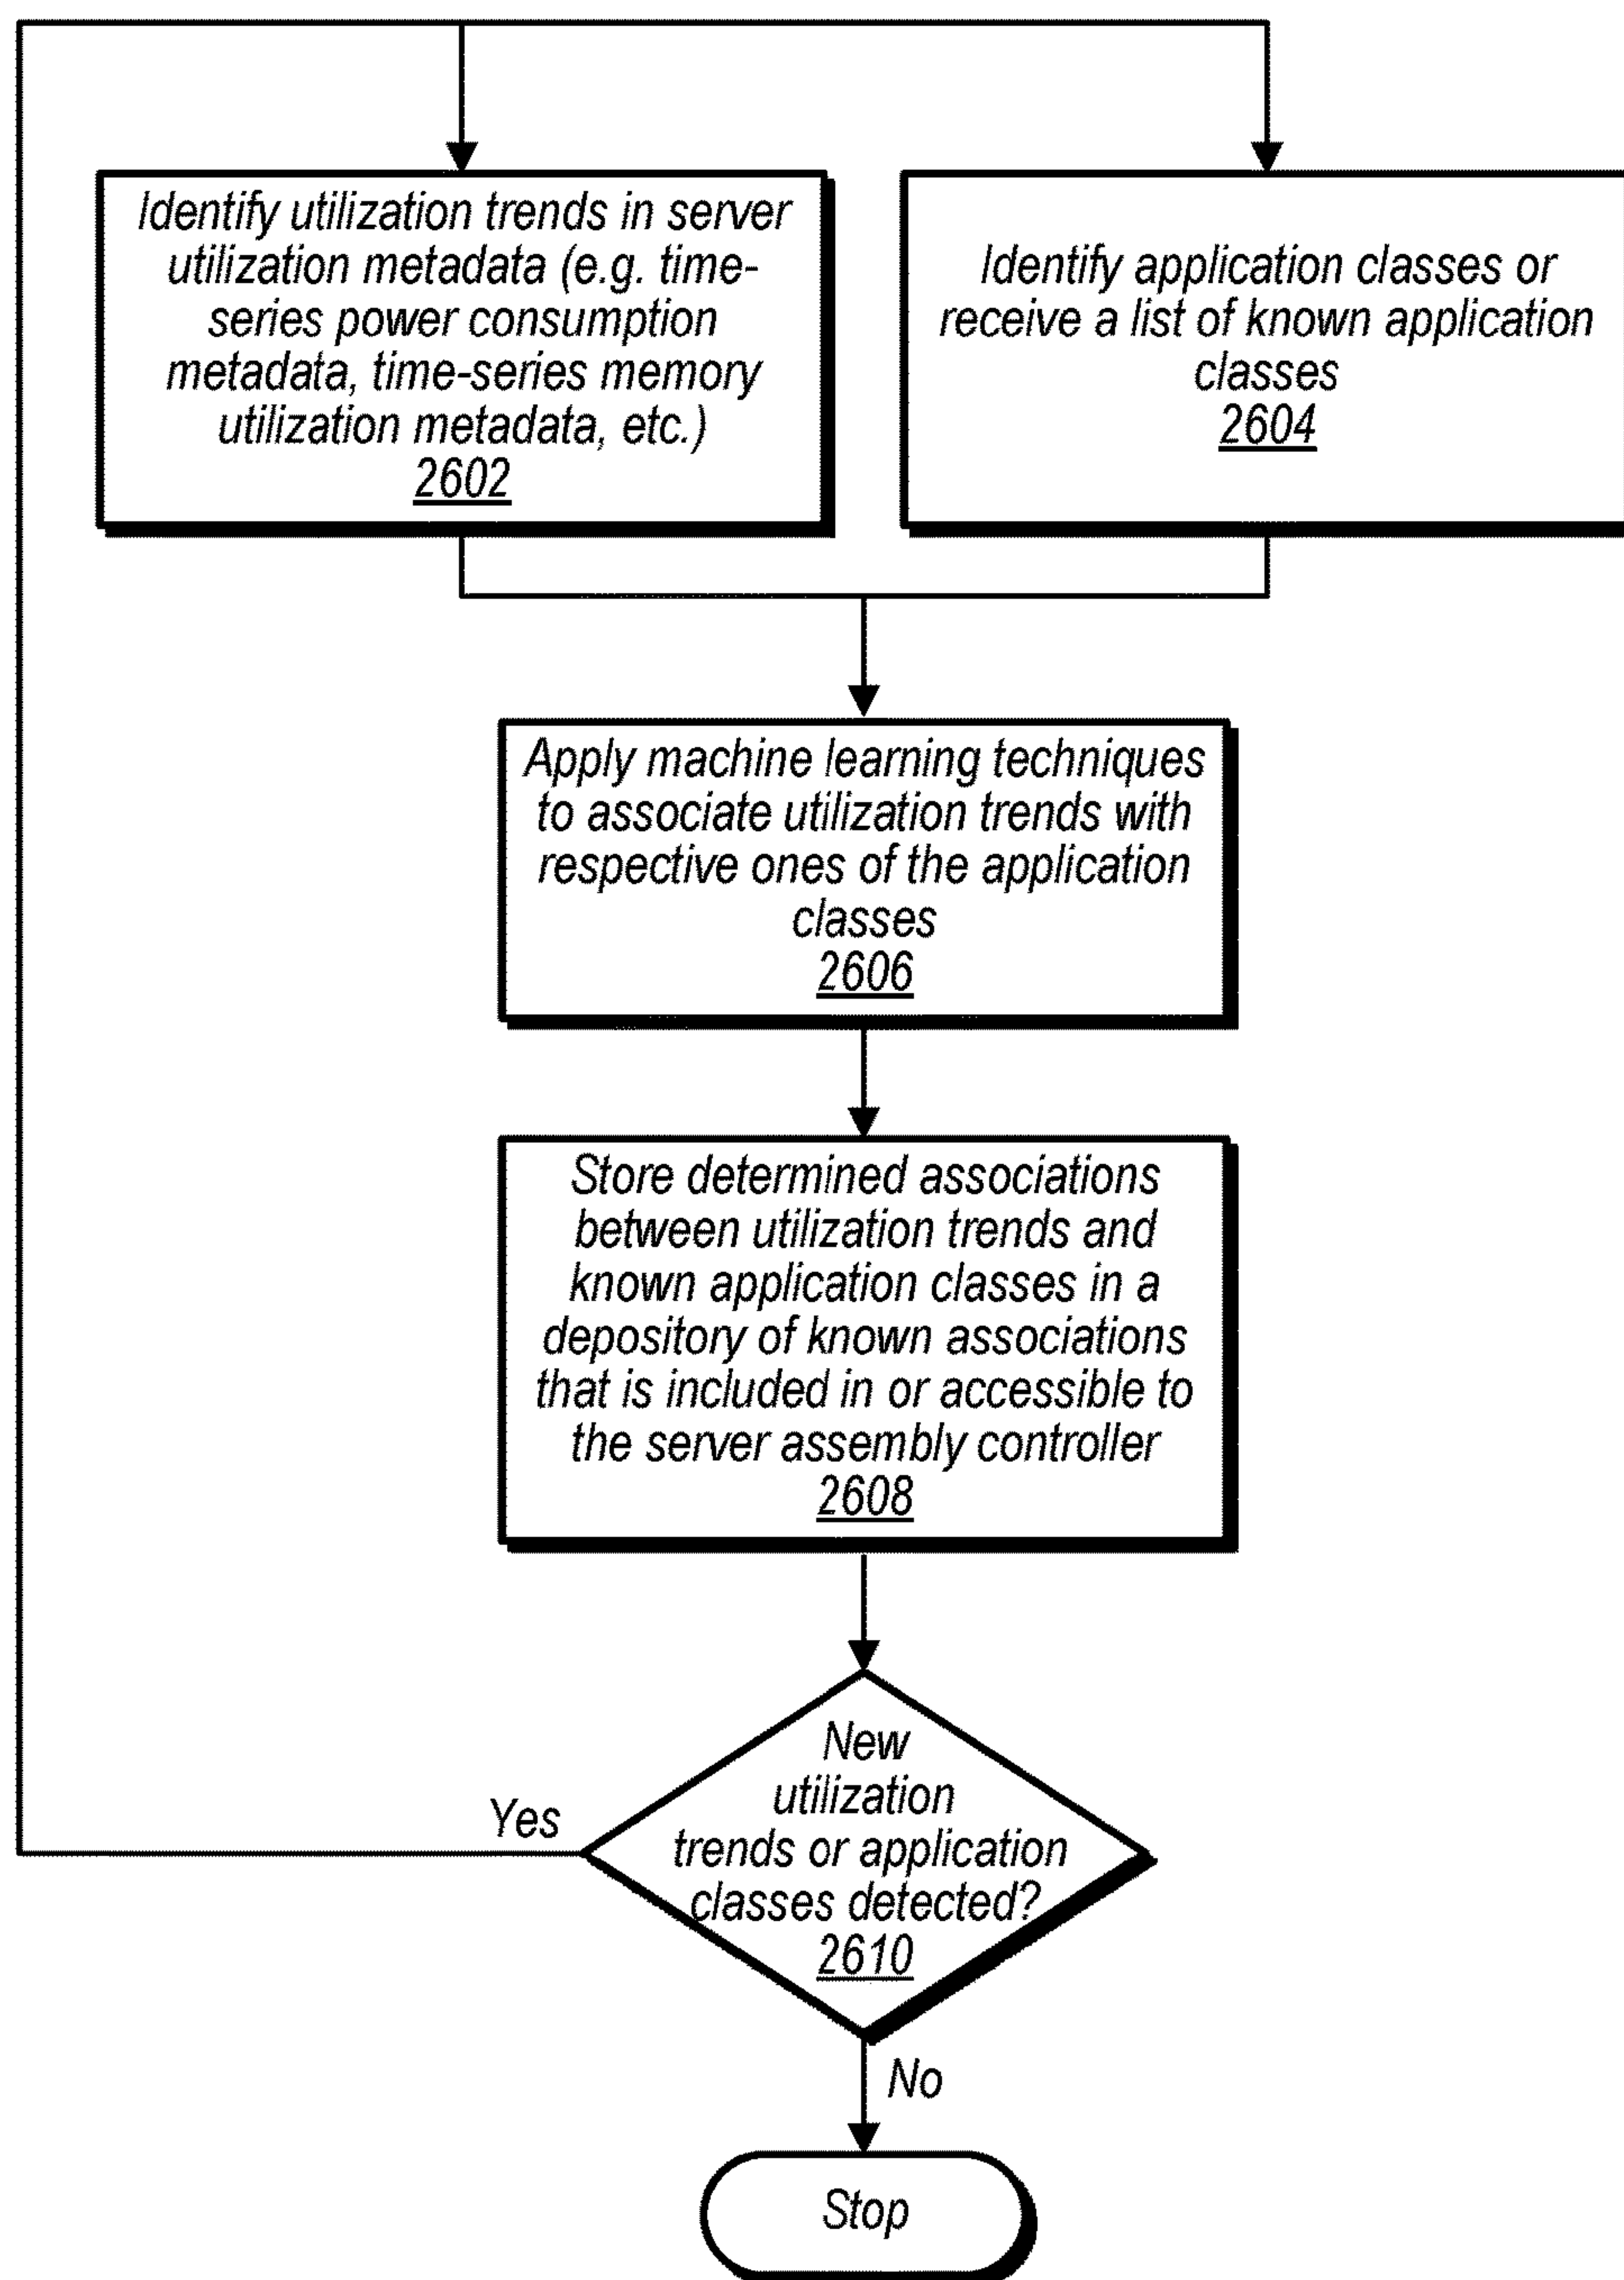 Identify utilization trends in server
utilization metadata (e.g. time-
series power consumption
metadata, time-series memory
utilization metadata, etc.)
2602
Identify application classes or
receive a list of known application
classes
2604
Apply machine learning techniques
to associate utilization trends with
respective ones of the application
classes
2606
Store determined associations
between utilization trends and
known application classes in a
depository of known associations
that is included in or accessible to
the server assembly controller
2608
New
utilization
trends or application
classes detected?
2610
Yes
No
Stop